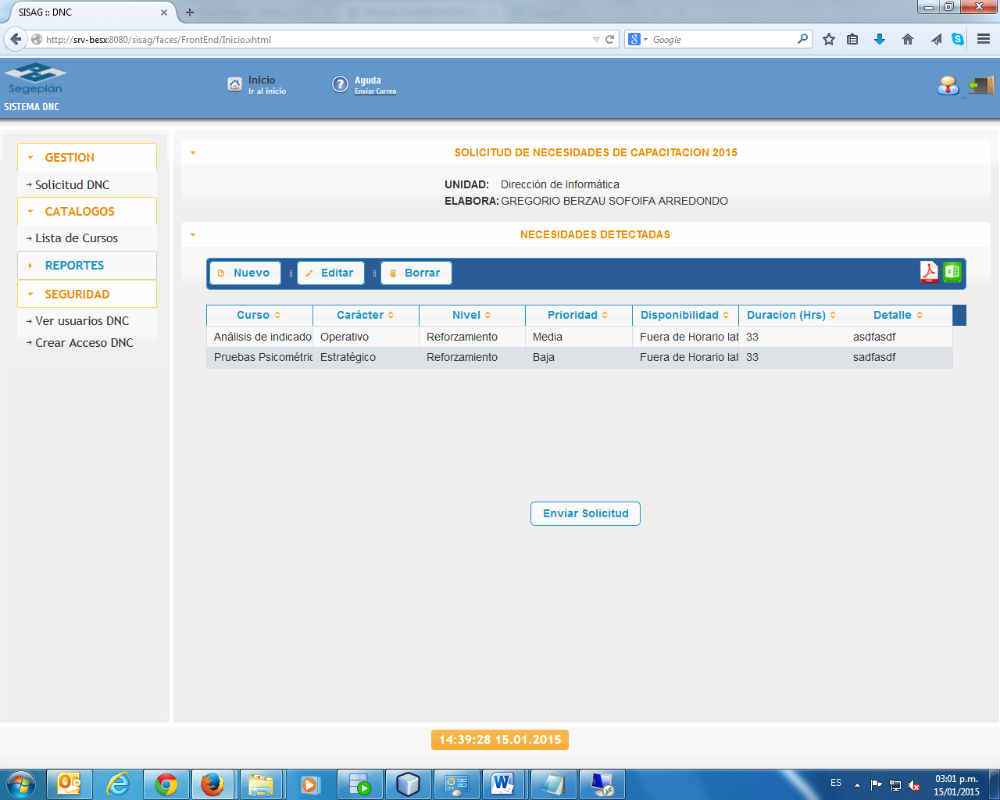 SISAG :: DNC
http://srv-besx:8080/sisag/faces/FrontEnd/Inicio.xhtml
Google
Segeplán
SISTEMA DNC
Inicio
Ir al inicio
Ayuda
Enviar Correo
GESTION
Solicitud DNC
CATALOGOS
Lista de Cursos
REPORTES
SEGURIDAD
Ver usuarios DNC
Crear Acceso DNC
SOLICITUD DE NECESIDADES DE CAPACITACION 2015
UNIDAD: Dirección de Informática
ELABORA: GREGORIO BERZAU SOFOIFA ARREDONDO
NECESIDADES DETECTADAS
Nuevo Editar Borrar
Curso Carácter Nivel Prioridad Disponibilidad Duracion (Hrs) Detalle
Análisis de indicado Operativo Reforzamiento Media Fuera de Horario lab 33 asdfasdf
Pruebas Psicométric Estratégico Reforzamiento Baja Fuera de Horario lab 33 sadfasdf
Enviar Solicitud
14:39:28 15.01.2015
ES 03:01 p.m.
15/01/2015